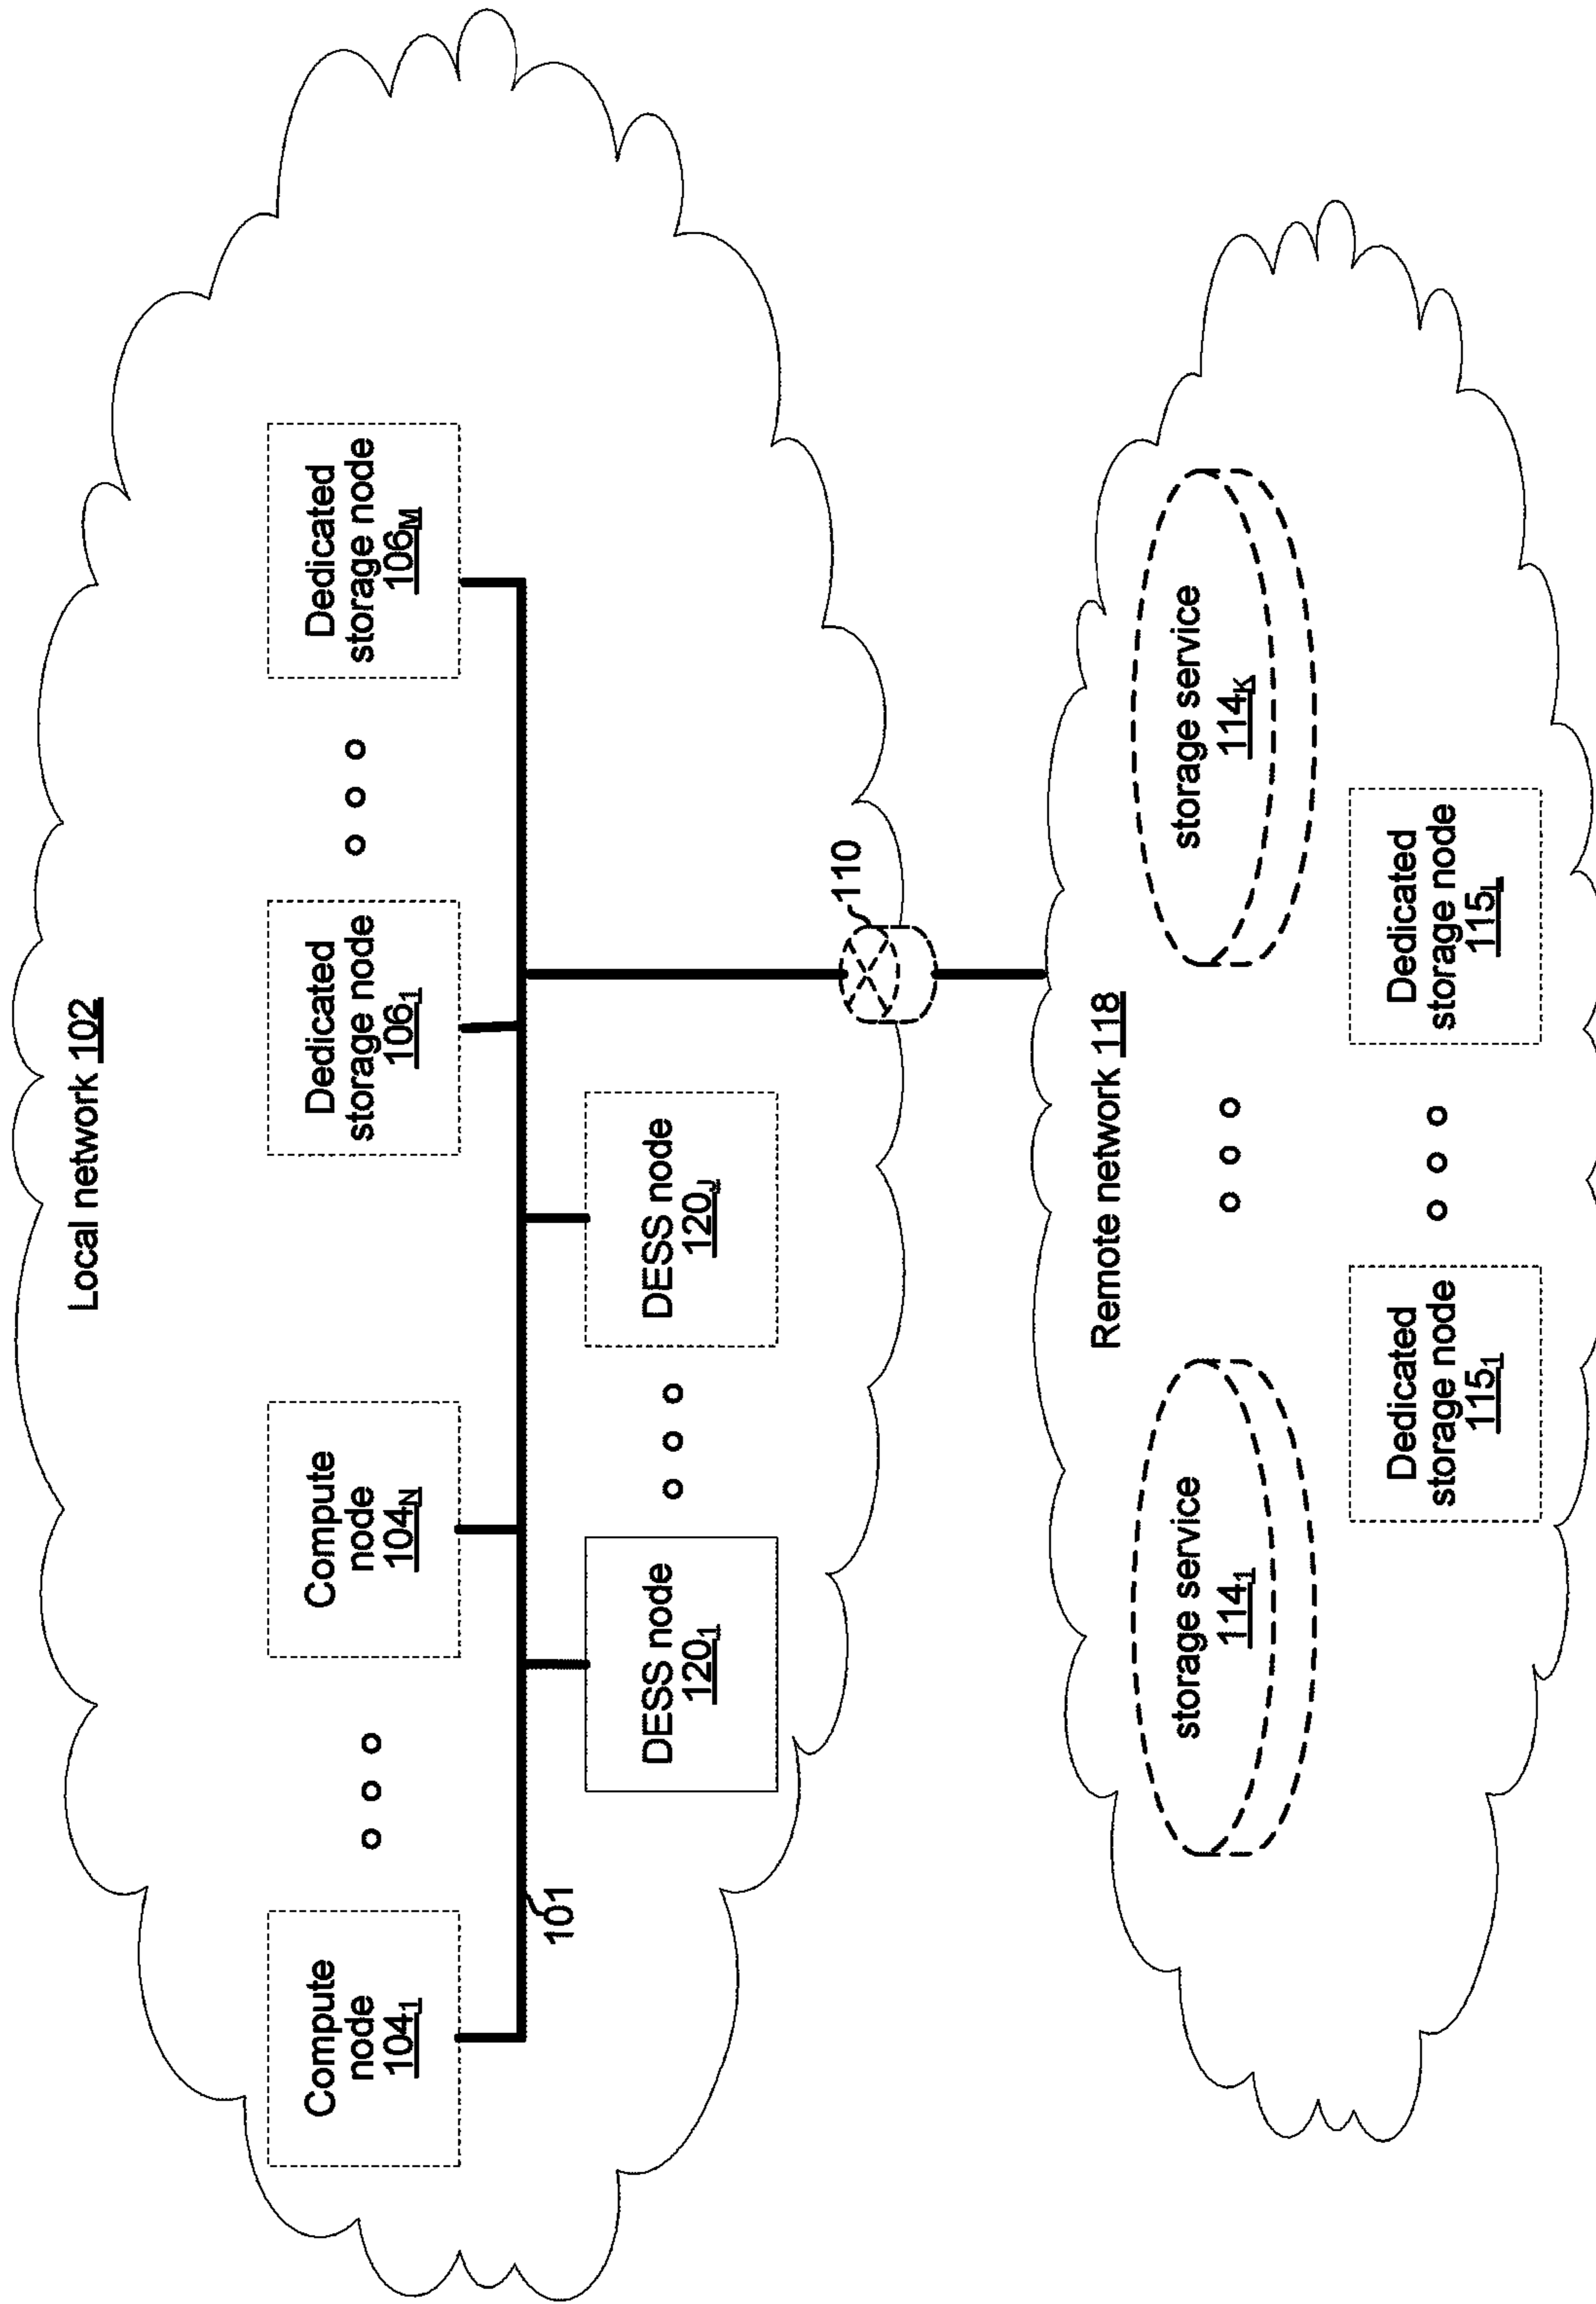 Local network 102
Compute
node
104₁
Compute
node
104N
Dedicated
storage node
106₁
Dedicated
storage node
106M
101
DESS node
120₁
DESS node
120J
110
Remote network 118
storage service
114₁
storage service
114K
Dedicated
storage node
115₁
Dedicated
storage node
115L